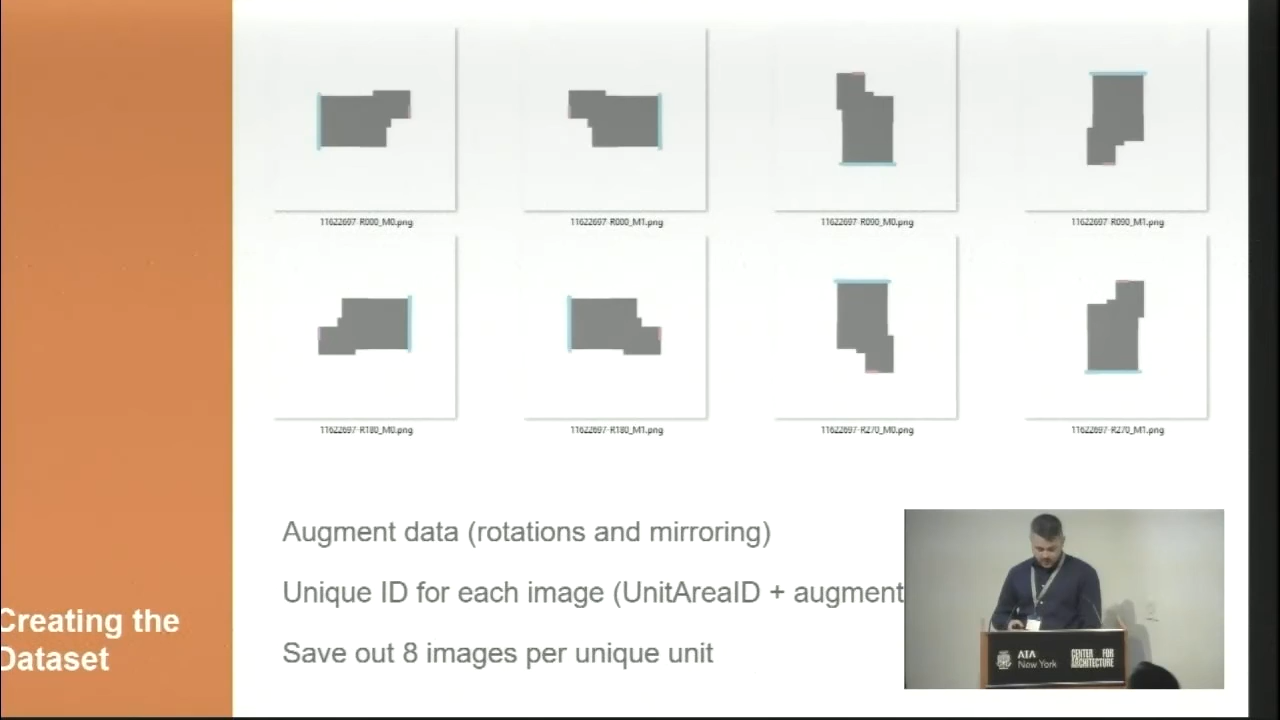 11622697-R000_M0.png
11622697-R000_M1.png
11622697-R090_M0.png
11622697-R090_M1.png
11622697-R180_M0.png
11622697-R180_M1.png
11622697-R270_M0.png
11622697-R270_M1.png
Augment data (rotations and mirroring)
Unique ID for each image (UnitAreaID + augment
Save out 8 images per unique unit
Creating the
Dataset
AIA
New York
CENTER FOR
ARCHITECTURE